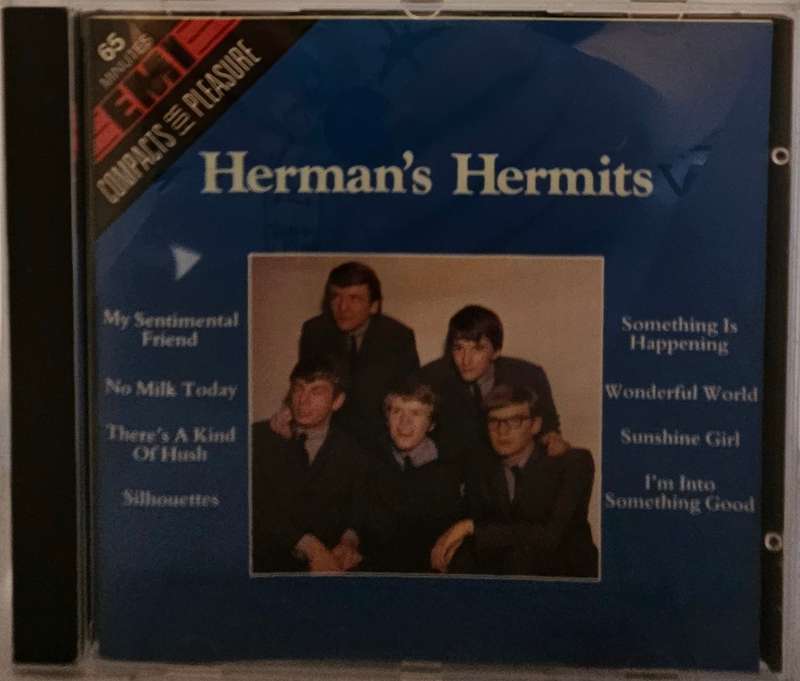 65
MINUTES
EMI
COMPACTS FOR PLEASURE
Herman's Hermits
My Sentimental
Friend
No Milk Today
There's A Kind
Of Hush
Silhouettes
Something Is
Happening
Wonderful World
Sunshine Girl
I'm Into
Something Good